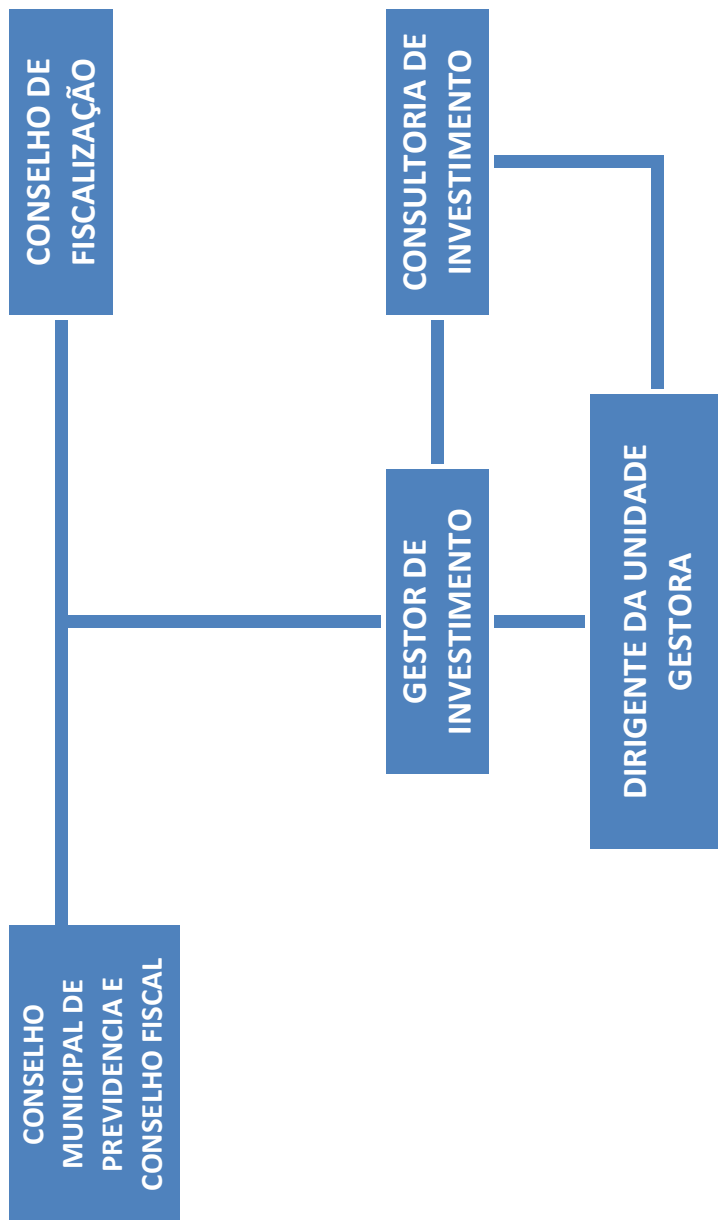 CONSELHO
MUNICIPAL DE
PREVIDENCIA E
CONSELHO FISCAL
CONSELHO DE
FISCALIZAÇÃO
GESTOR DE
INVESTIMENTO
CONSULTORIA DE
INVESTIMENTO
DIRIGENTE DA UNIDADE
GESTORA